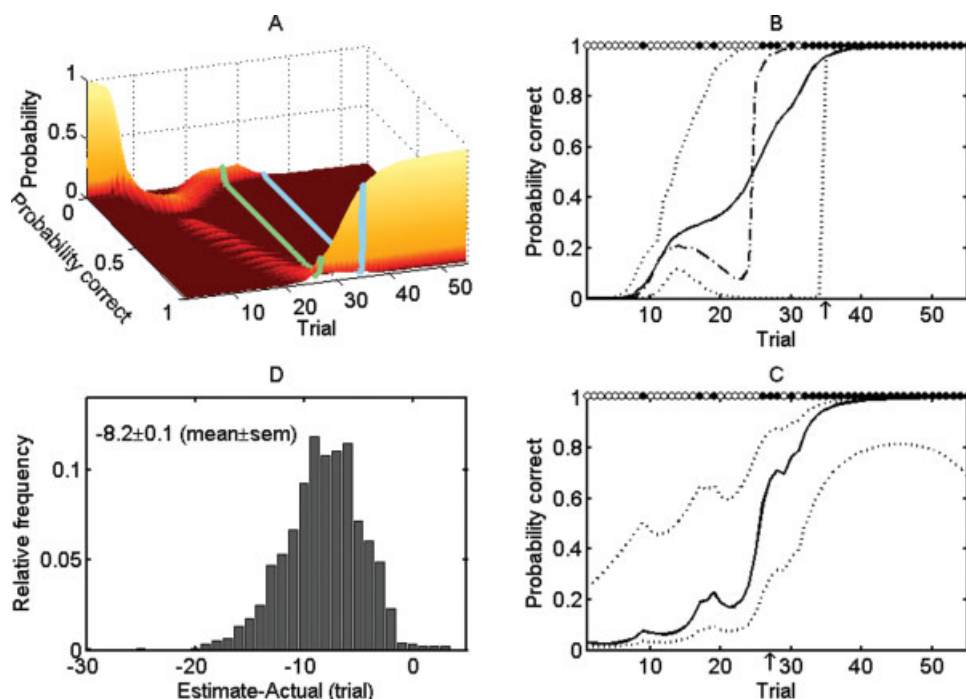 A
Probability
1
0.5
0
0
0.5
1
Probability correct
10
20
30
40
50
Trial
B
Probability correct
1
0.8
0.6
0.4
0.2
0
10
20
30
40
50
Trial
D
-8.2±0.1 (mean±sem)
Relative frequency
0.1
0.05
0
-30
-20
-10
0
Estimate-Actual (trial)
C
Probability correct
1
0.8
0.6
0.4
0.2
0
10
20
30
40
50
Trial